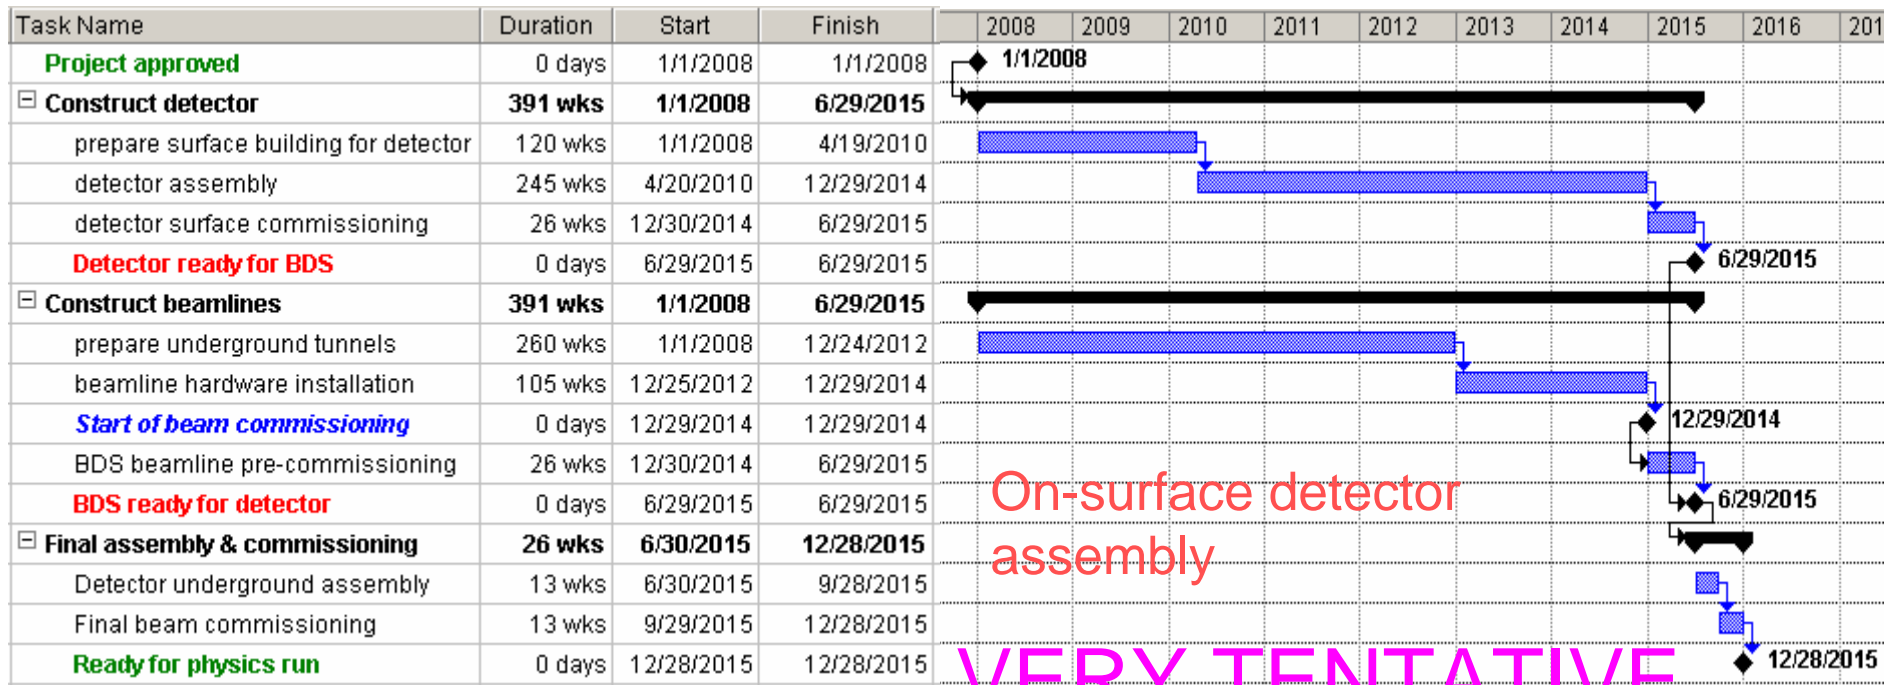 Task Name Duration Start Finish 2008 2009 2010 2011 2012 2013 2014 2015 2016 201
Project approved 0 days 1/1/2008 1/1/2008 1/1/2008
Construct detector 391 wks 1/1/2008 6/29/2015
prepare surface building for detector 120 wks 1/1/2008 4/19/2010
detector assembly 245 wks 4/20/2010 12/29/2014
detector surface commissioning 26 wks 12/30/2014 6/29/2015
Detector ready for BDS 0 days 6/29/2015 6/29/2015 6/29/2015
Construct beamlines 391 wks 1/1/2008 6/29/2015
prepare underground tunnels 260 wks 1/1/2008 12/24/2012
beamline hardware installation 105 wks 12/25/2012 12/29/2014
Start of beam commissioning 0 days 12/29/2014 12/29/2014 12/29/2014
BDS beamline pre-commissioning 26 wks 12/30/2014 6/29/2015
BDS ready for detector 0 days 6/29/2015 6/29/2015 6/29/2015
Final assembly & commissioning 26 wks 6/30/2015 12/28/2015
Detector underground assembly 13 wks 6/30/2015 9/28/2015
Final beam commissioning 13 wks 9/29/2015 12/28/2015
Ready for physics run 0 days 12/28/2015 12/28/2015 12/28/2015
On-surface detector
assembly
VERY TENTATIVE